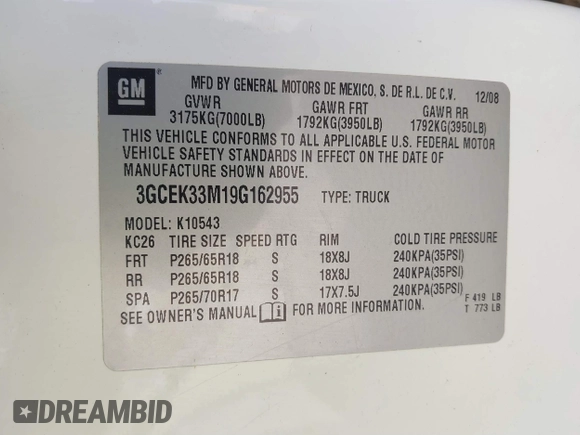 GM ®
MFD BY GENERAL MOTORS DE MEXICO, S. DE R.L. DE C.V. 12/08
GVWR GAWR FRT GAWR RR
3175KG(7000LB) 1792KG(3950LB) 1792KG(3950LB)
THIS VEHICLE CONFORMS TO ALL APPLICABLE U.S. FEDERAL MOTOR
VEHICLE SAFETY STANDARDS IN EFFECT ON THE DATE OF
MANUFACTURE SHOWN ABOVE.
3GCEK33M19G162955 TYPE: TRUCK
MODEL: K10543
KC26 TIRE SIZE SPEED RTG RIM COLD TIRE PRESSURE
FRT P265/65R18 S 18X8J 240KPA(35PSI)
RR P265/65R18 S 18X8J 240KPA(35PSI)
SPA P265/70R17 S 17X7.5J 240KPA(35PSI)
SEE OWNER'S MANUAL i FOR MORE INFORMATION.
F 419 LB
T 773 LB
DREAMBID